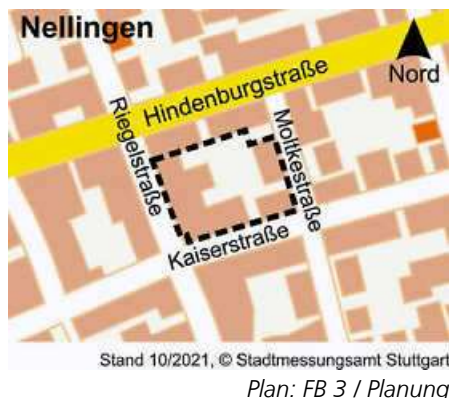 Nellingen
Nord
Hindenburgstraße
Riegelstraße
Moltkestraße
Kaiserstraße
Stand 10/2021, © Stadtmessungsamt Stuttgart
Plan: FB 3 / Planung